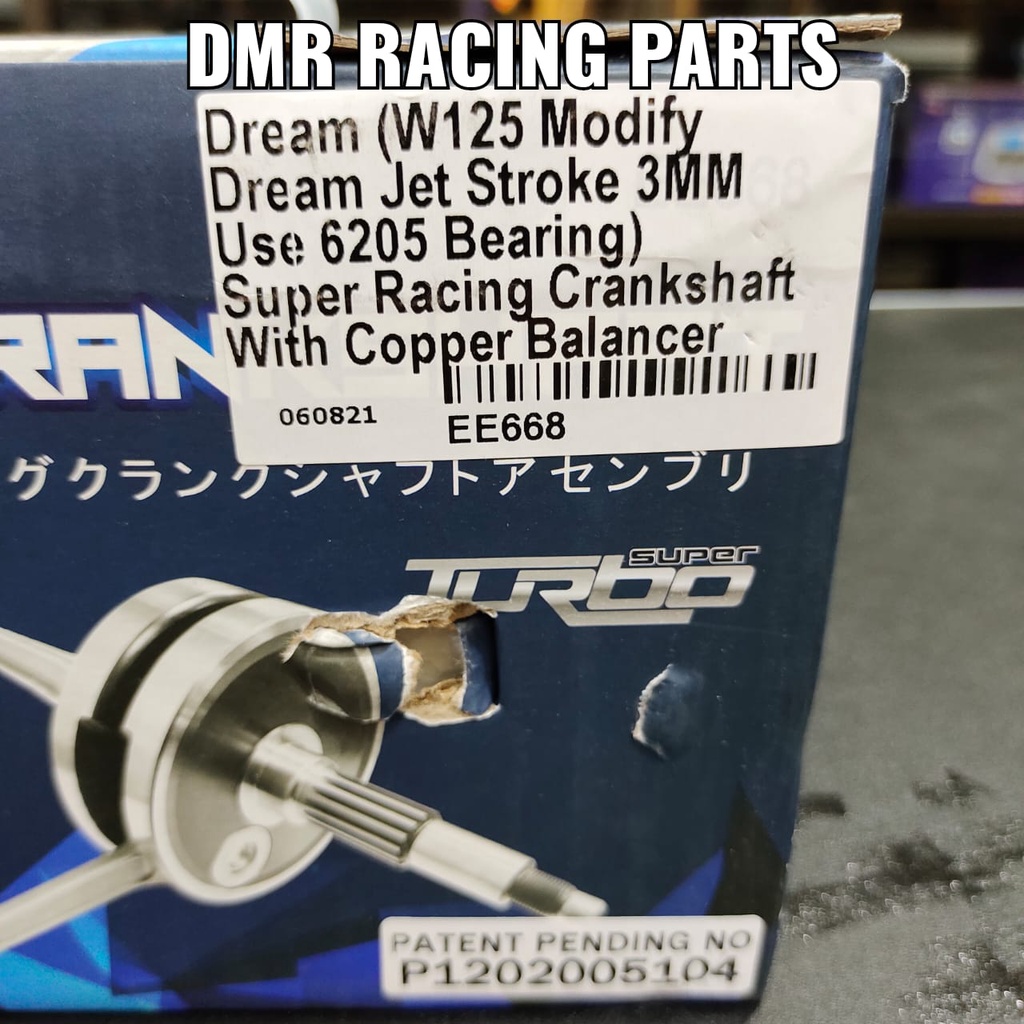 DMR RACING PARTS
Dream (W125 Modify
Dream Jet Stroke 3MM
Use 6205 Bearing)
Super Racing Crankshaft
With Copper Balancer
060821
EE668
RAN
グクランクシャフトアセンブリ
SUPER
TURBO
PATENT PENDING NO
P1202005104